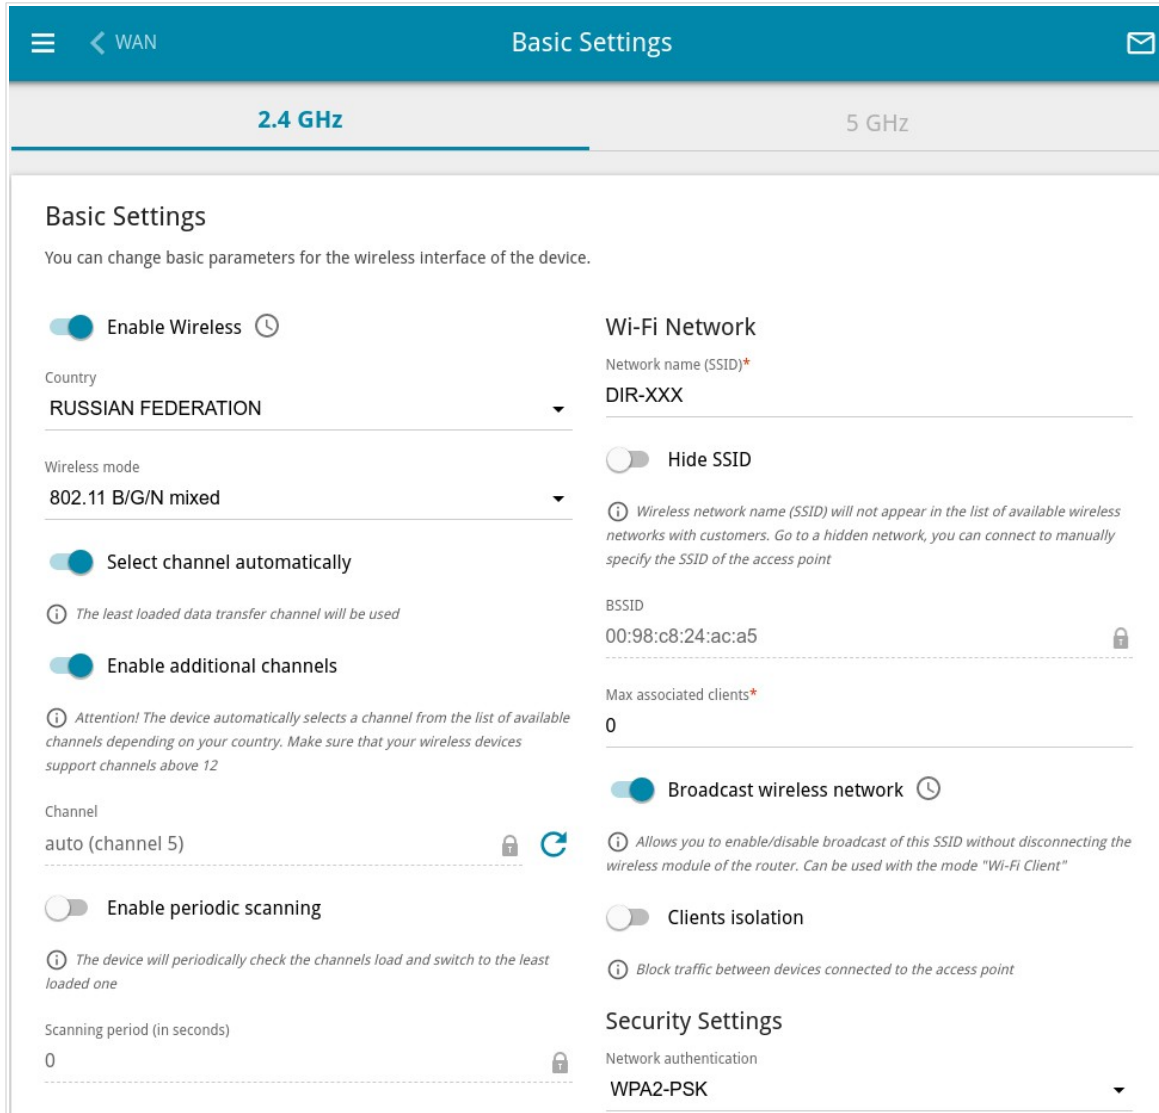 WAN
Basic Settings
2.4 GHz
5 GHz
Basic Settings
You can change basic parameters for the wireless interface of the device.
Enable Wireless
Country
RUSSIAN FEDERATION
Wireless mode
802.11 B/G/N mixed
Select channel automatically
The least loaded data transfer channel will be used
Enable additional channels
Attention! The device automatically selects a channel from the list of available
channels depending on your country. Make sure that your wireless devices
support channels above 12
Channel
auto (channel 5)
Enable periodic scanning
The device will periodically check the channels load and switch to the least
loaded one
Scanning period (in seconds)
0
Wi-Fi Network
Network name (SSID)*
DIR-XXX
Hide SSID
Wireless network name (SSID) will not appear in the list of available wireless
networks with customers. Go to a hidden network, you can connect to manually
specify the SSID of the access point
BSSID
00:98:c8:24:ac:a5
Max associated clients*
0
Broadcast wireless network
Allows you to enable/disable broadcast of this SSID without disconnecting the
wireless module of the router. Can be used with the mode "Wi-Fi Client"
Clients isolation
Block traffic between devices connected to the access point
Security Settings
Network authentication
WPA2-PSK